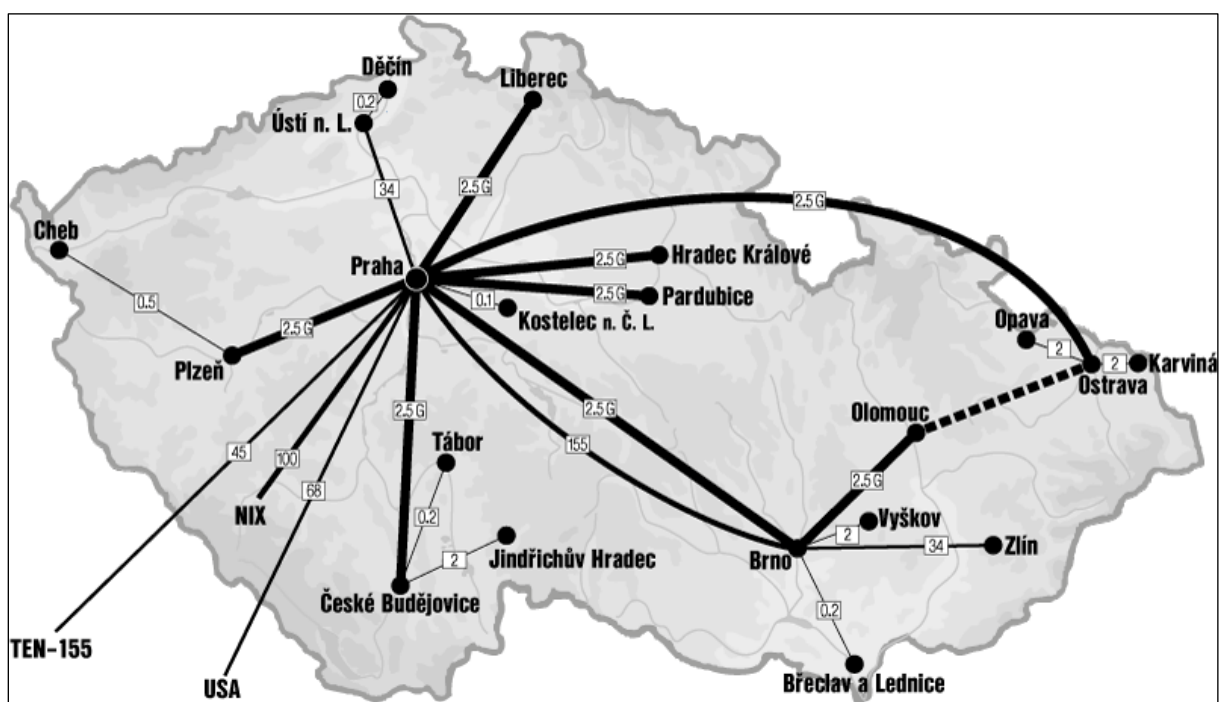 Děčín
Liberec
0.2
Ústí n. L.
34
2.5 G
2.5 G
Cheb
Praha
2.5 G
Hradec Králové
2.5 G
Pardubice
0.1
Kostelec n. Č. L.
0.5
2.5 G
Plzeň
Opava
2
2
Karviná
Ostrava
2.5 G
2.5 G
Olomouc
155
Tábor
45
100
68
2.5 G
NIX
0.2
Vyškov
2
Jindřichův Hradec
2
Brno
34
Zlín
České Budějovice
0.2
TEN-155
USA
Břeclav a Lednice